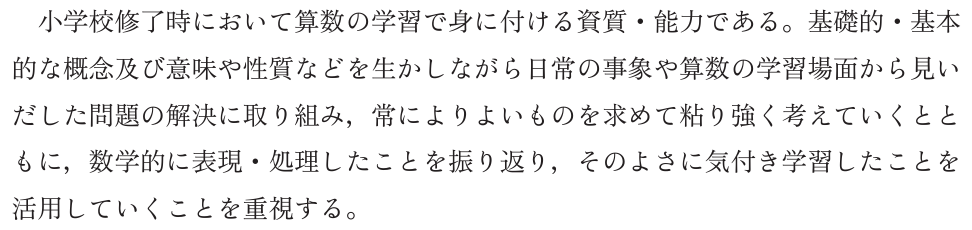 小学校修了時において算数の学習で身に付ける資質・能力である。基礎的・基本
的な概念及び意味や性質などを生かしながら日常の事象や算数の学習場面から見い
だした問題の解決に取り組み，常によりよいものを求めて粘り強く考えていくとと
もに，数学的に表現・処理したことを振り返り，そのよさに気付き学習したことを
活用していくことを重視する。